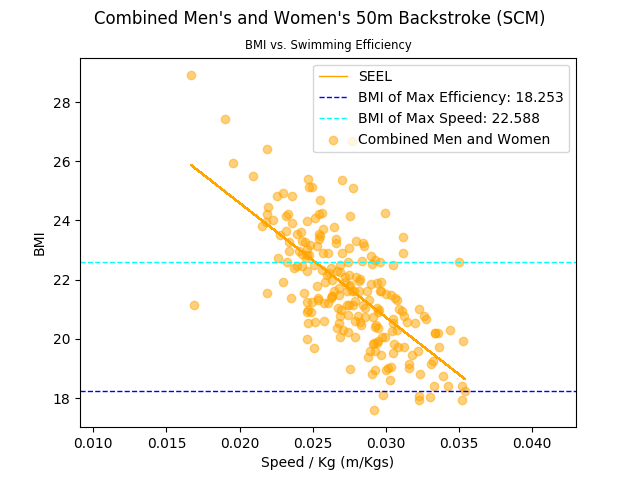 Combined Men's and Women's 50m Backstroke (SCM)
BMI vs. Swimming Efficiency
SEEL
BMI of Max Efficiency: 18.253
BMI of Max Speed: 22.588
Combined Men and Women
BMI
28
26
24
22
20
18
0.010 0.015 0.020 0.025 0.030 0.035 0.040
Speed / Kg (m/Kgs)